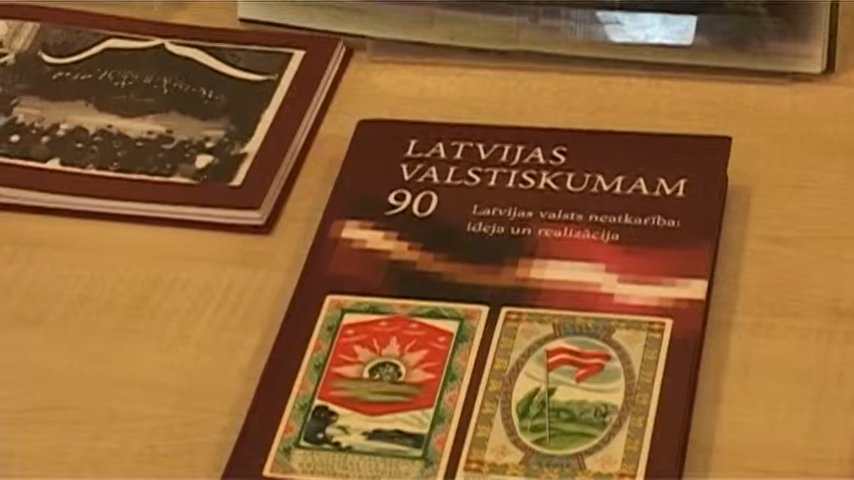 LATVIJAS
VALSTISKUMAM
90
Latvijas valsts neatkarība:
ideja un realizācija